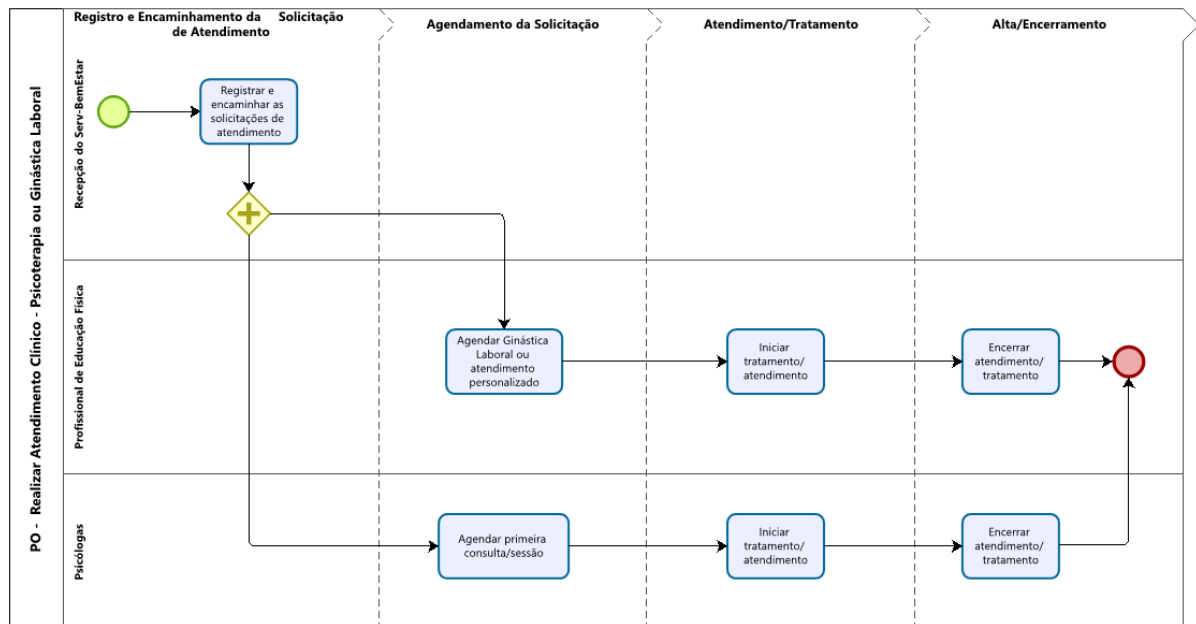 PO -  Realizar Atendimento Clínico - Psicoterapia ou Ginástica Laboral
Registro e Encaminhamento da Solicitação
de Atendimento
Agendamento da Solicitação
Atendimento/Tratamento
Alta/Encerramento
Recepção do Serv-BemEstar
Registrar e
encaminhar as
solicitações de
atendimento
Profissional de Educação Física
Agendar Ginástica
Laboral ou
atendimento
personalizado
Iniciar
tratamento/
atendimento
Encerrar
atendimento/
tratamento
Psicólogas
Agendar primeira
consulta/sessão
Iniciar
tratamento/
atendimento
Encerrar
atendimento/
tratamento